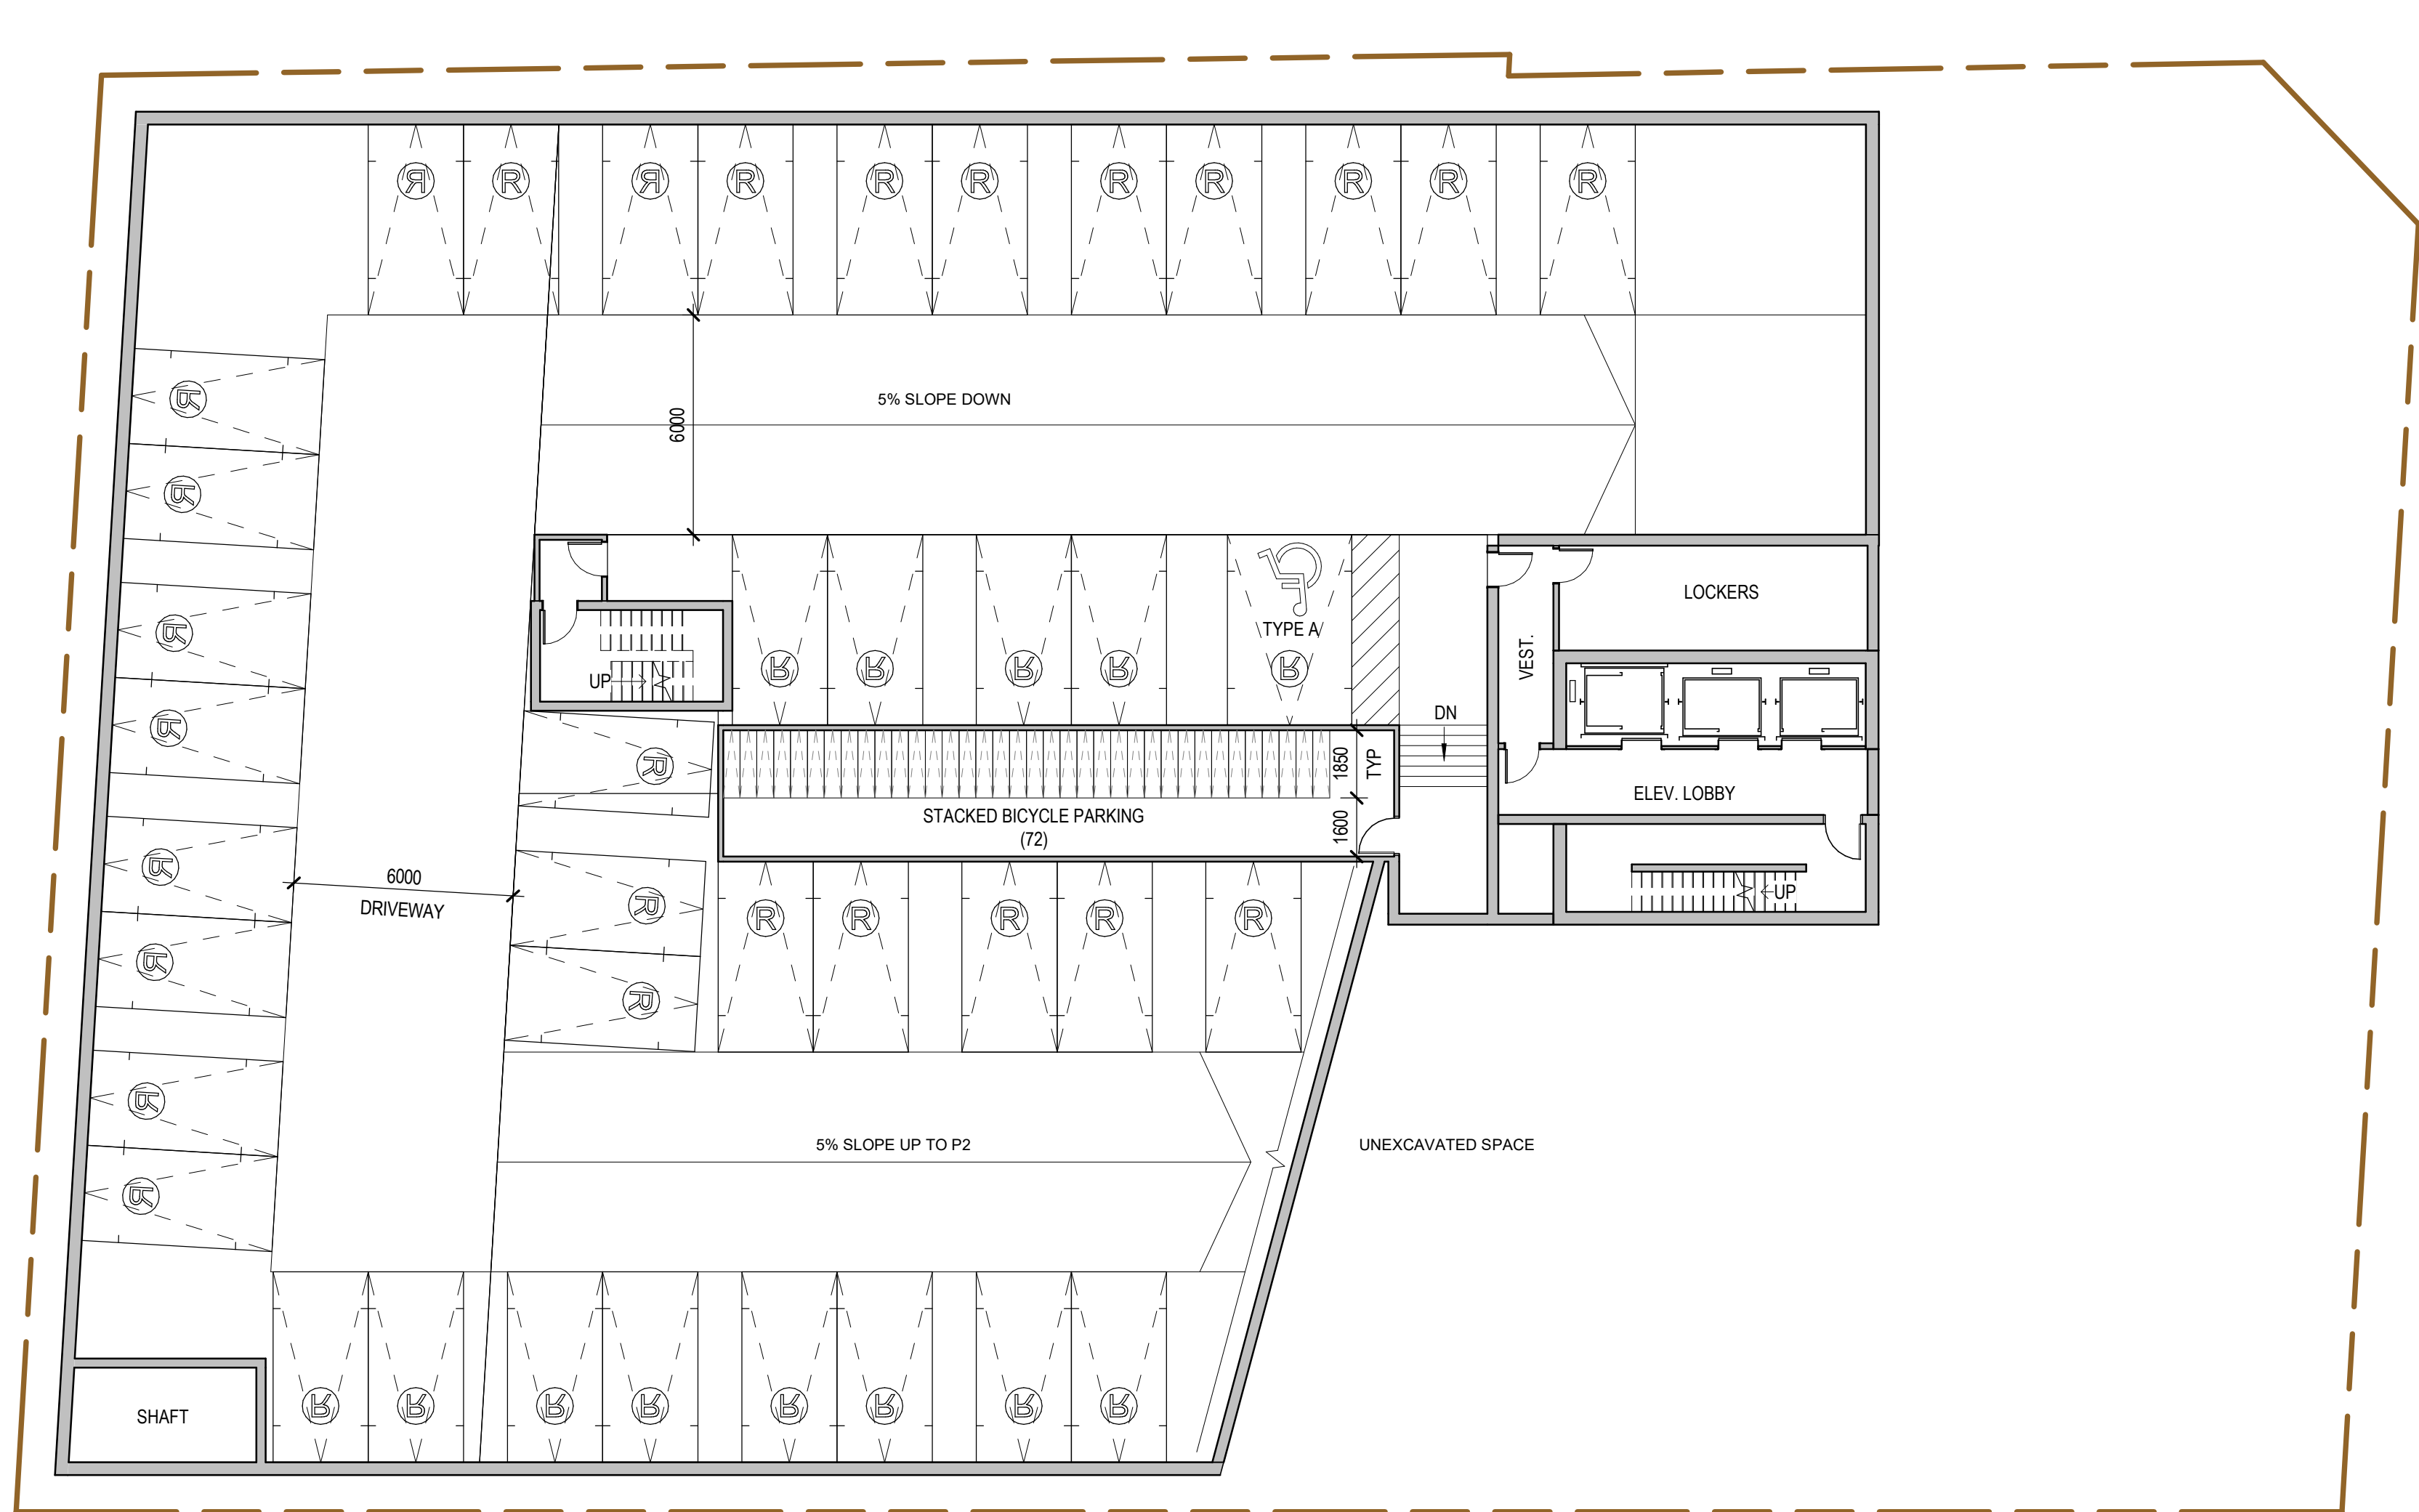 R R R R R R R R R R R
R
5% SLOPE DOWN
6000
R
LOCKERS
R
TYPE A
VEST.
R R R R R
UP
R
DN
R
1850
TYP
ELEV. LOBBY
STACKED BICYCLE PARKING
(72)
1600
R
6000
DRIVEWAY
R
UP
R R R R R
R
R
R
5% SLOPE UP TO P2
UNEXCAVATED SPACE
R
SHAFT
R R R R R R R R